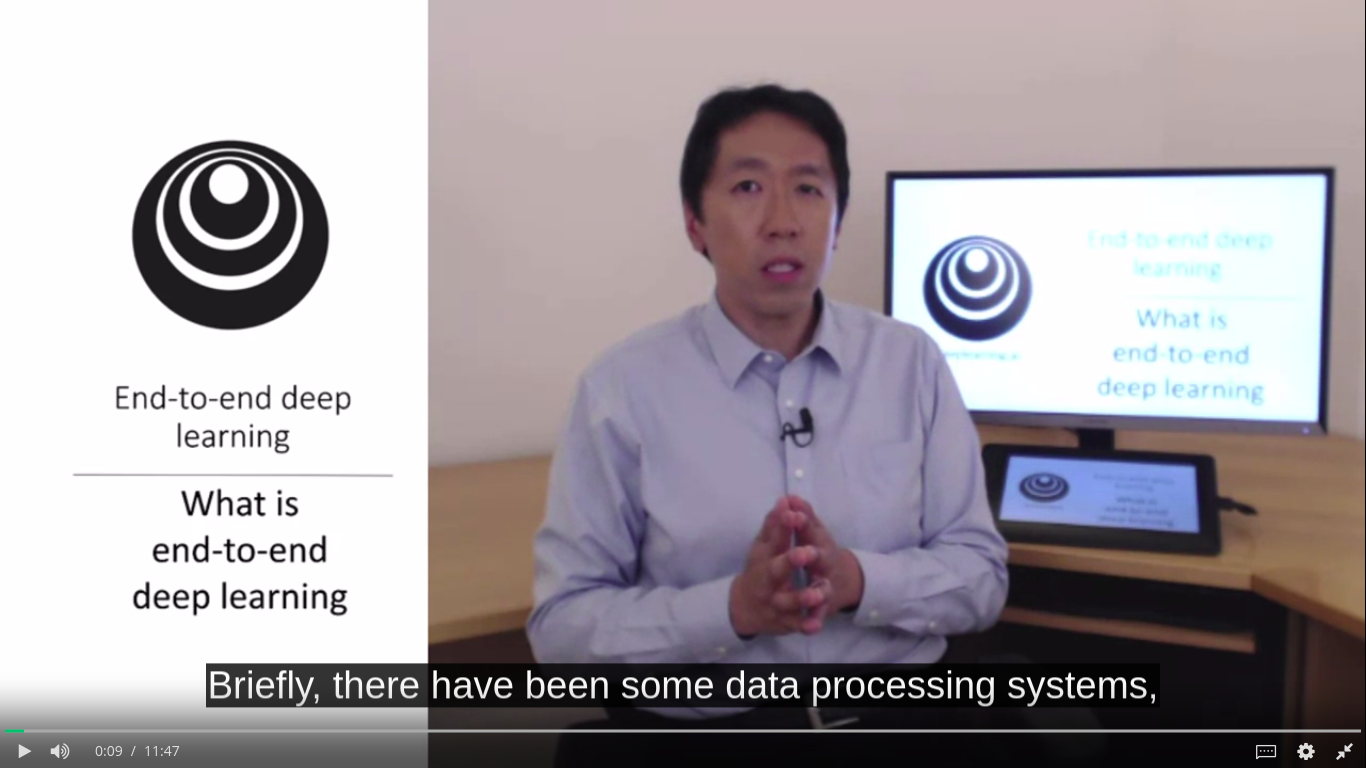 End-to-end deep
learning
What is
end-to-end
deep learning
End-to-end deep
learning
What is
end-to-end
deep learning
Briefly, there have been some data processing systems,
0:09 / 11:47